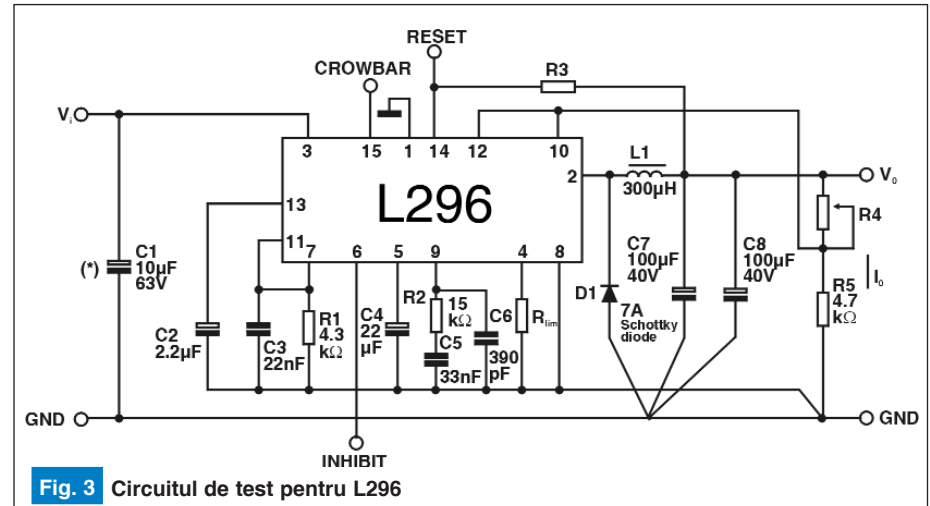 RESET
CROWBAR
R3
Vi
3
15
1
14
12
10
L1
2
300µH
V0
L296
13
11
7
6
5
9
4
8
R4
(*)
C1
10µF
63V
C7
100µF
40V
C8
100µF
40V
I0
R5
4.7
kΩ
D1
7A
Schottky
diode
C2
2.2µF
C3
22nF
R1
4.3
kΩ
C4
22
µF
R2
15
kΩ
C5
33nF
C6
390
pF
Rlim
GND
GND
INHIBIT
Fig. 3 Circuitul de test pentru L296